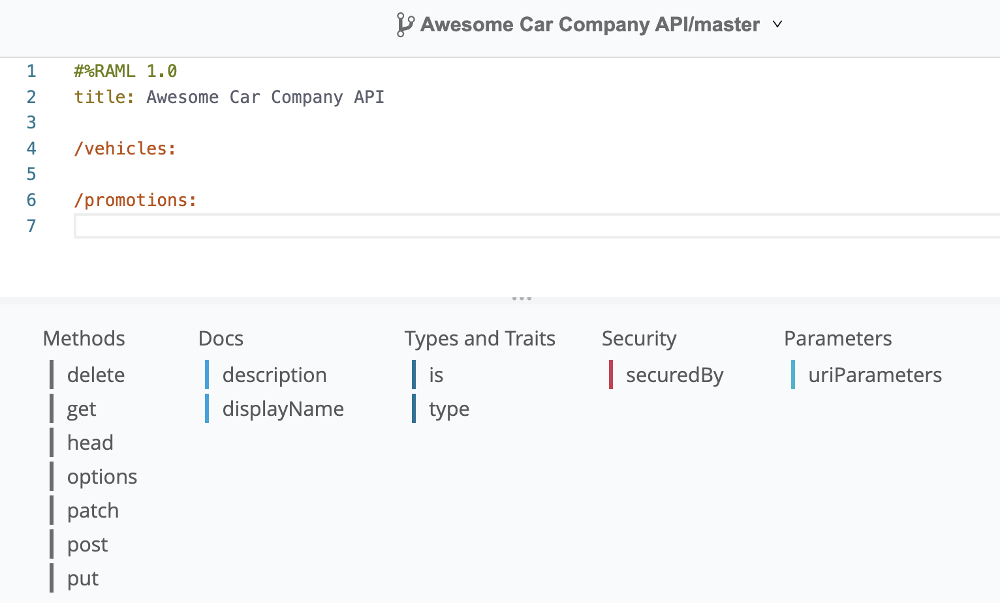 Awesome Car Company API/master
1 #%RAML 1.0
2 title: Awesome Car Company API
3
4 /vehicles:
5
6 /promotions:
7
Methods
delete
get
head
options
patch
post
put
Docs
description
displayName
Types and Traits
is
type
Security
securedBy
Parameters
uriParameters